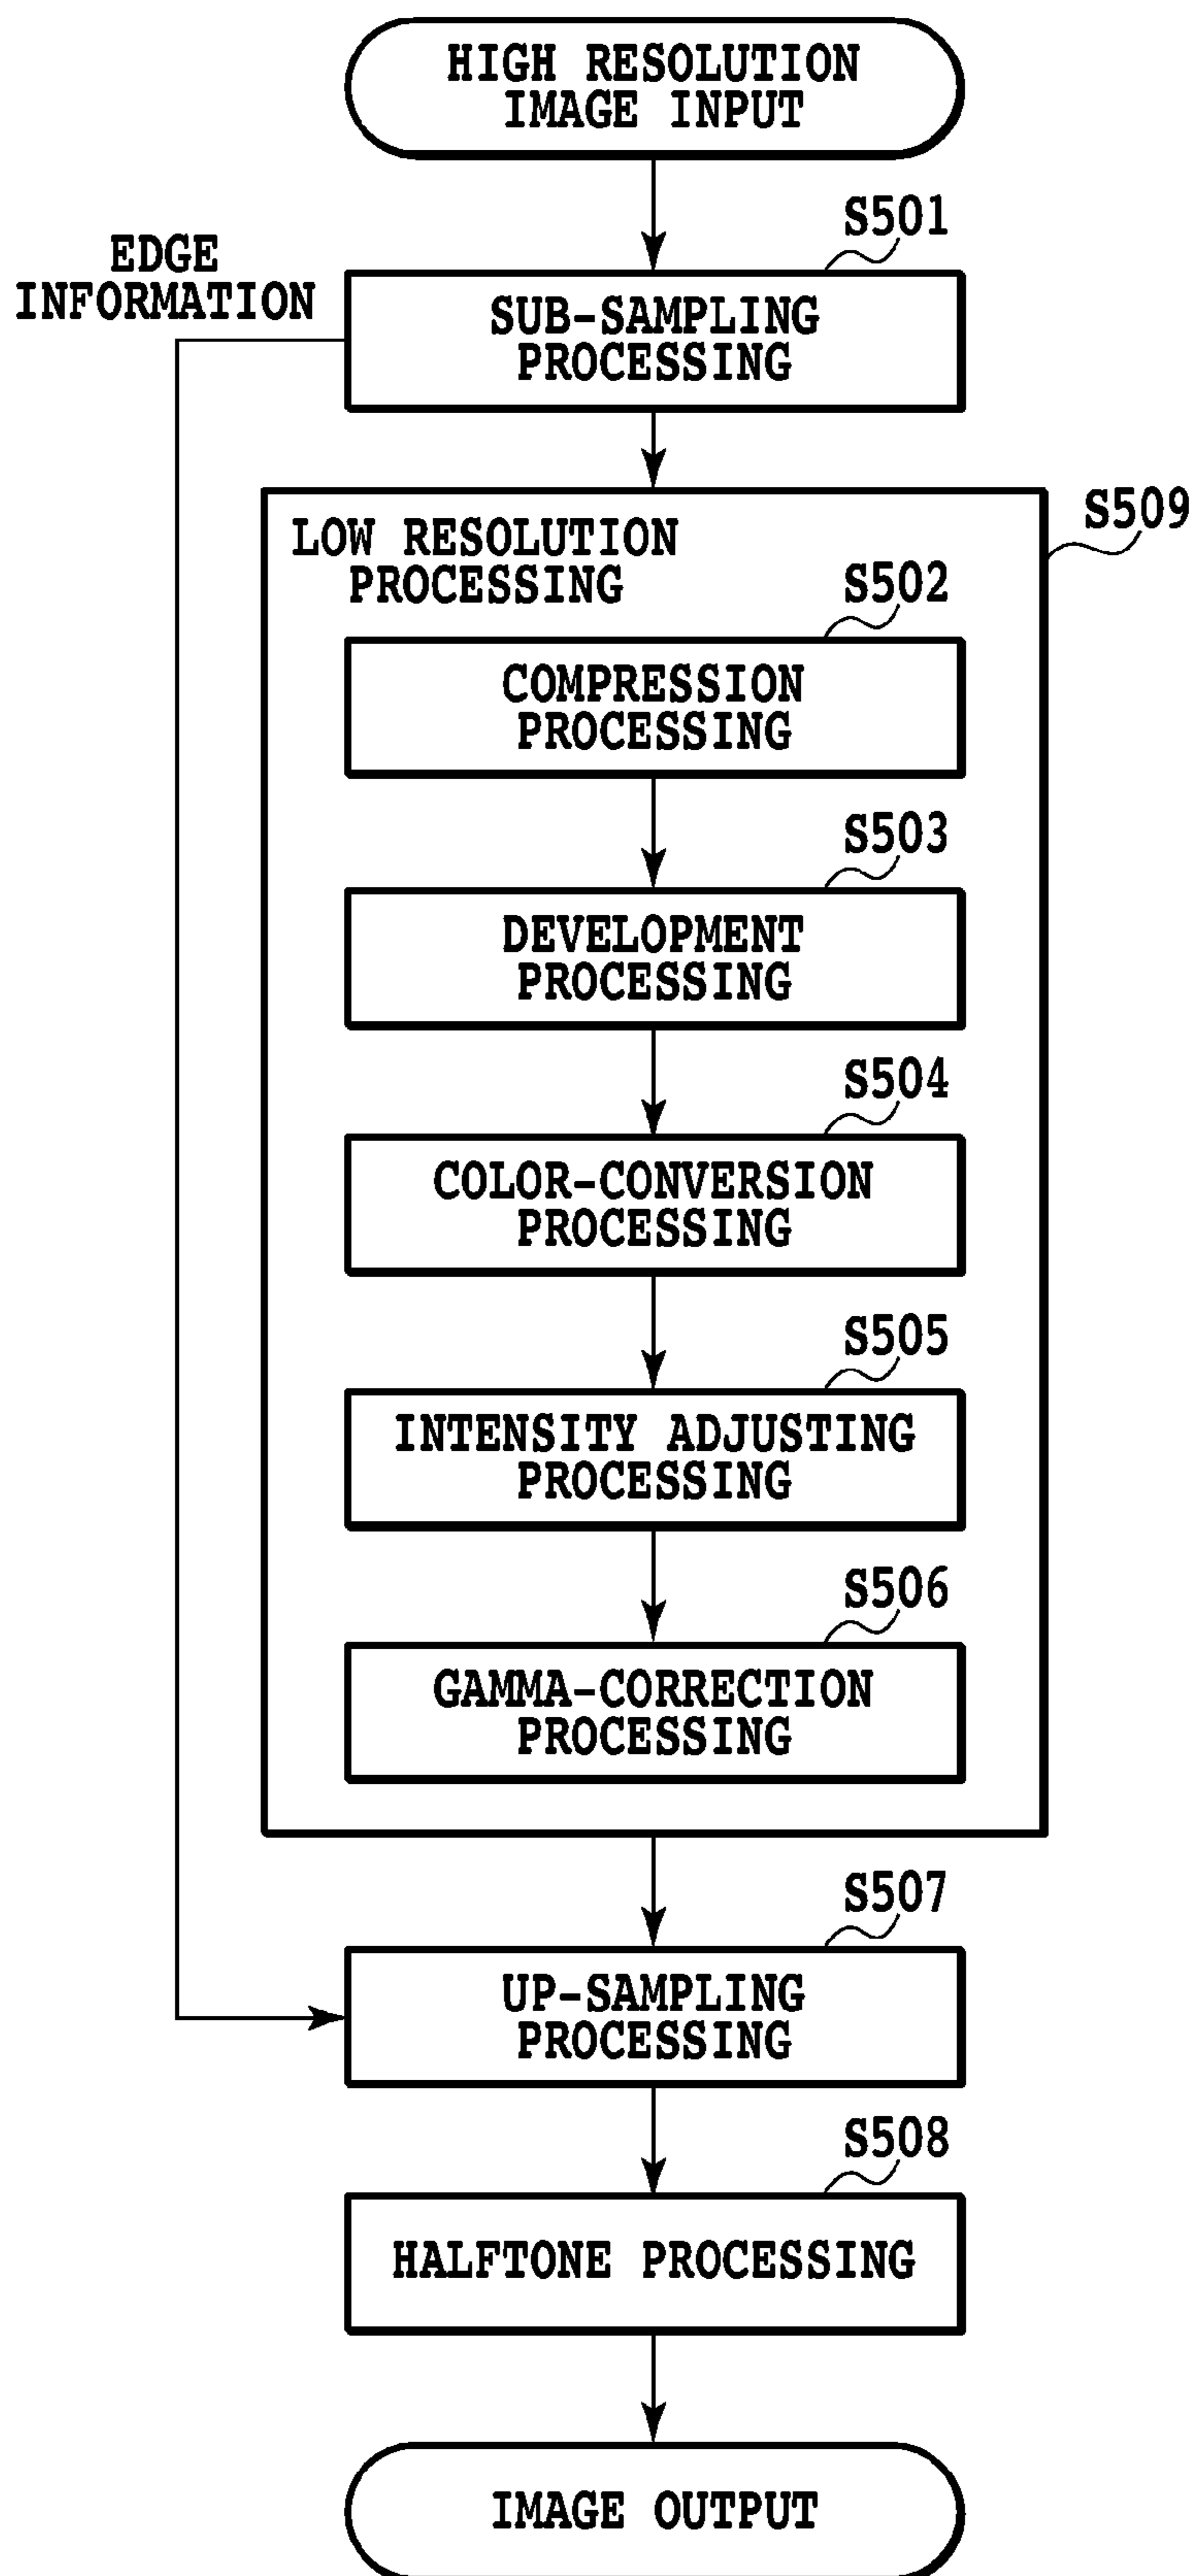 HIGH RESOLUTION
IMAGE INPUT
S501
EDGE
INFORMATION
SUB-SAMPLING
PROCESSING
S509
LOW RESOLUTION
PROCESSING
S502
COMPRESSION
PROCESSING
S503
DEVELOPMENT
PROCESSING
S504
COLOR-CONVERSION
PROCESSING
S505
INTENSITY ADJUSTING
PROCESSING
S506
GAMMA-CORRECTION
PROCESSING
S507
UP-SAMPLING
PROCESSING
S508
HALFTONE PROCESSING
IMAGE OUTPUT